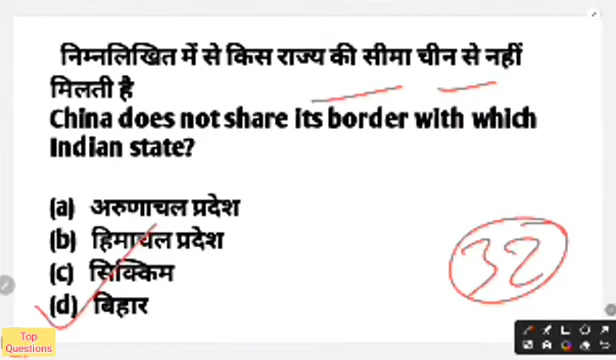 निम्नलिखित में से किस राज्य की सीमा चीन से नहीं
मिलती है
China does not share its border with which
Indian state?
(a) अरुणाचल प्रदेश
(b) हिमाचल प्रदेश
(c) सिक्किम
(d) बिहार
32
Top
Questions